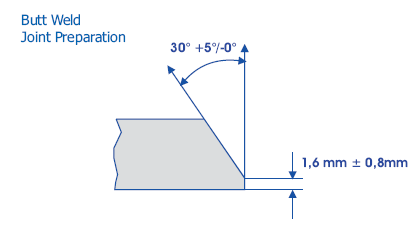 Butt Weld
Joint Preparation
30° +5°/-0°
1,6 mm ± 0,8mm